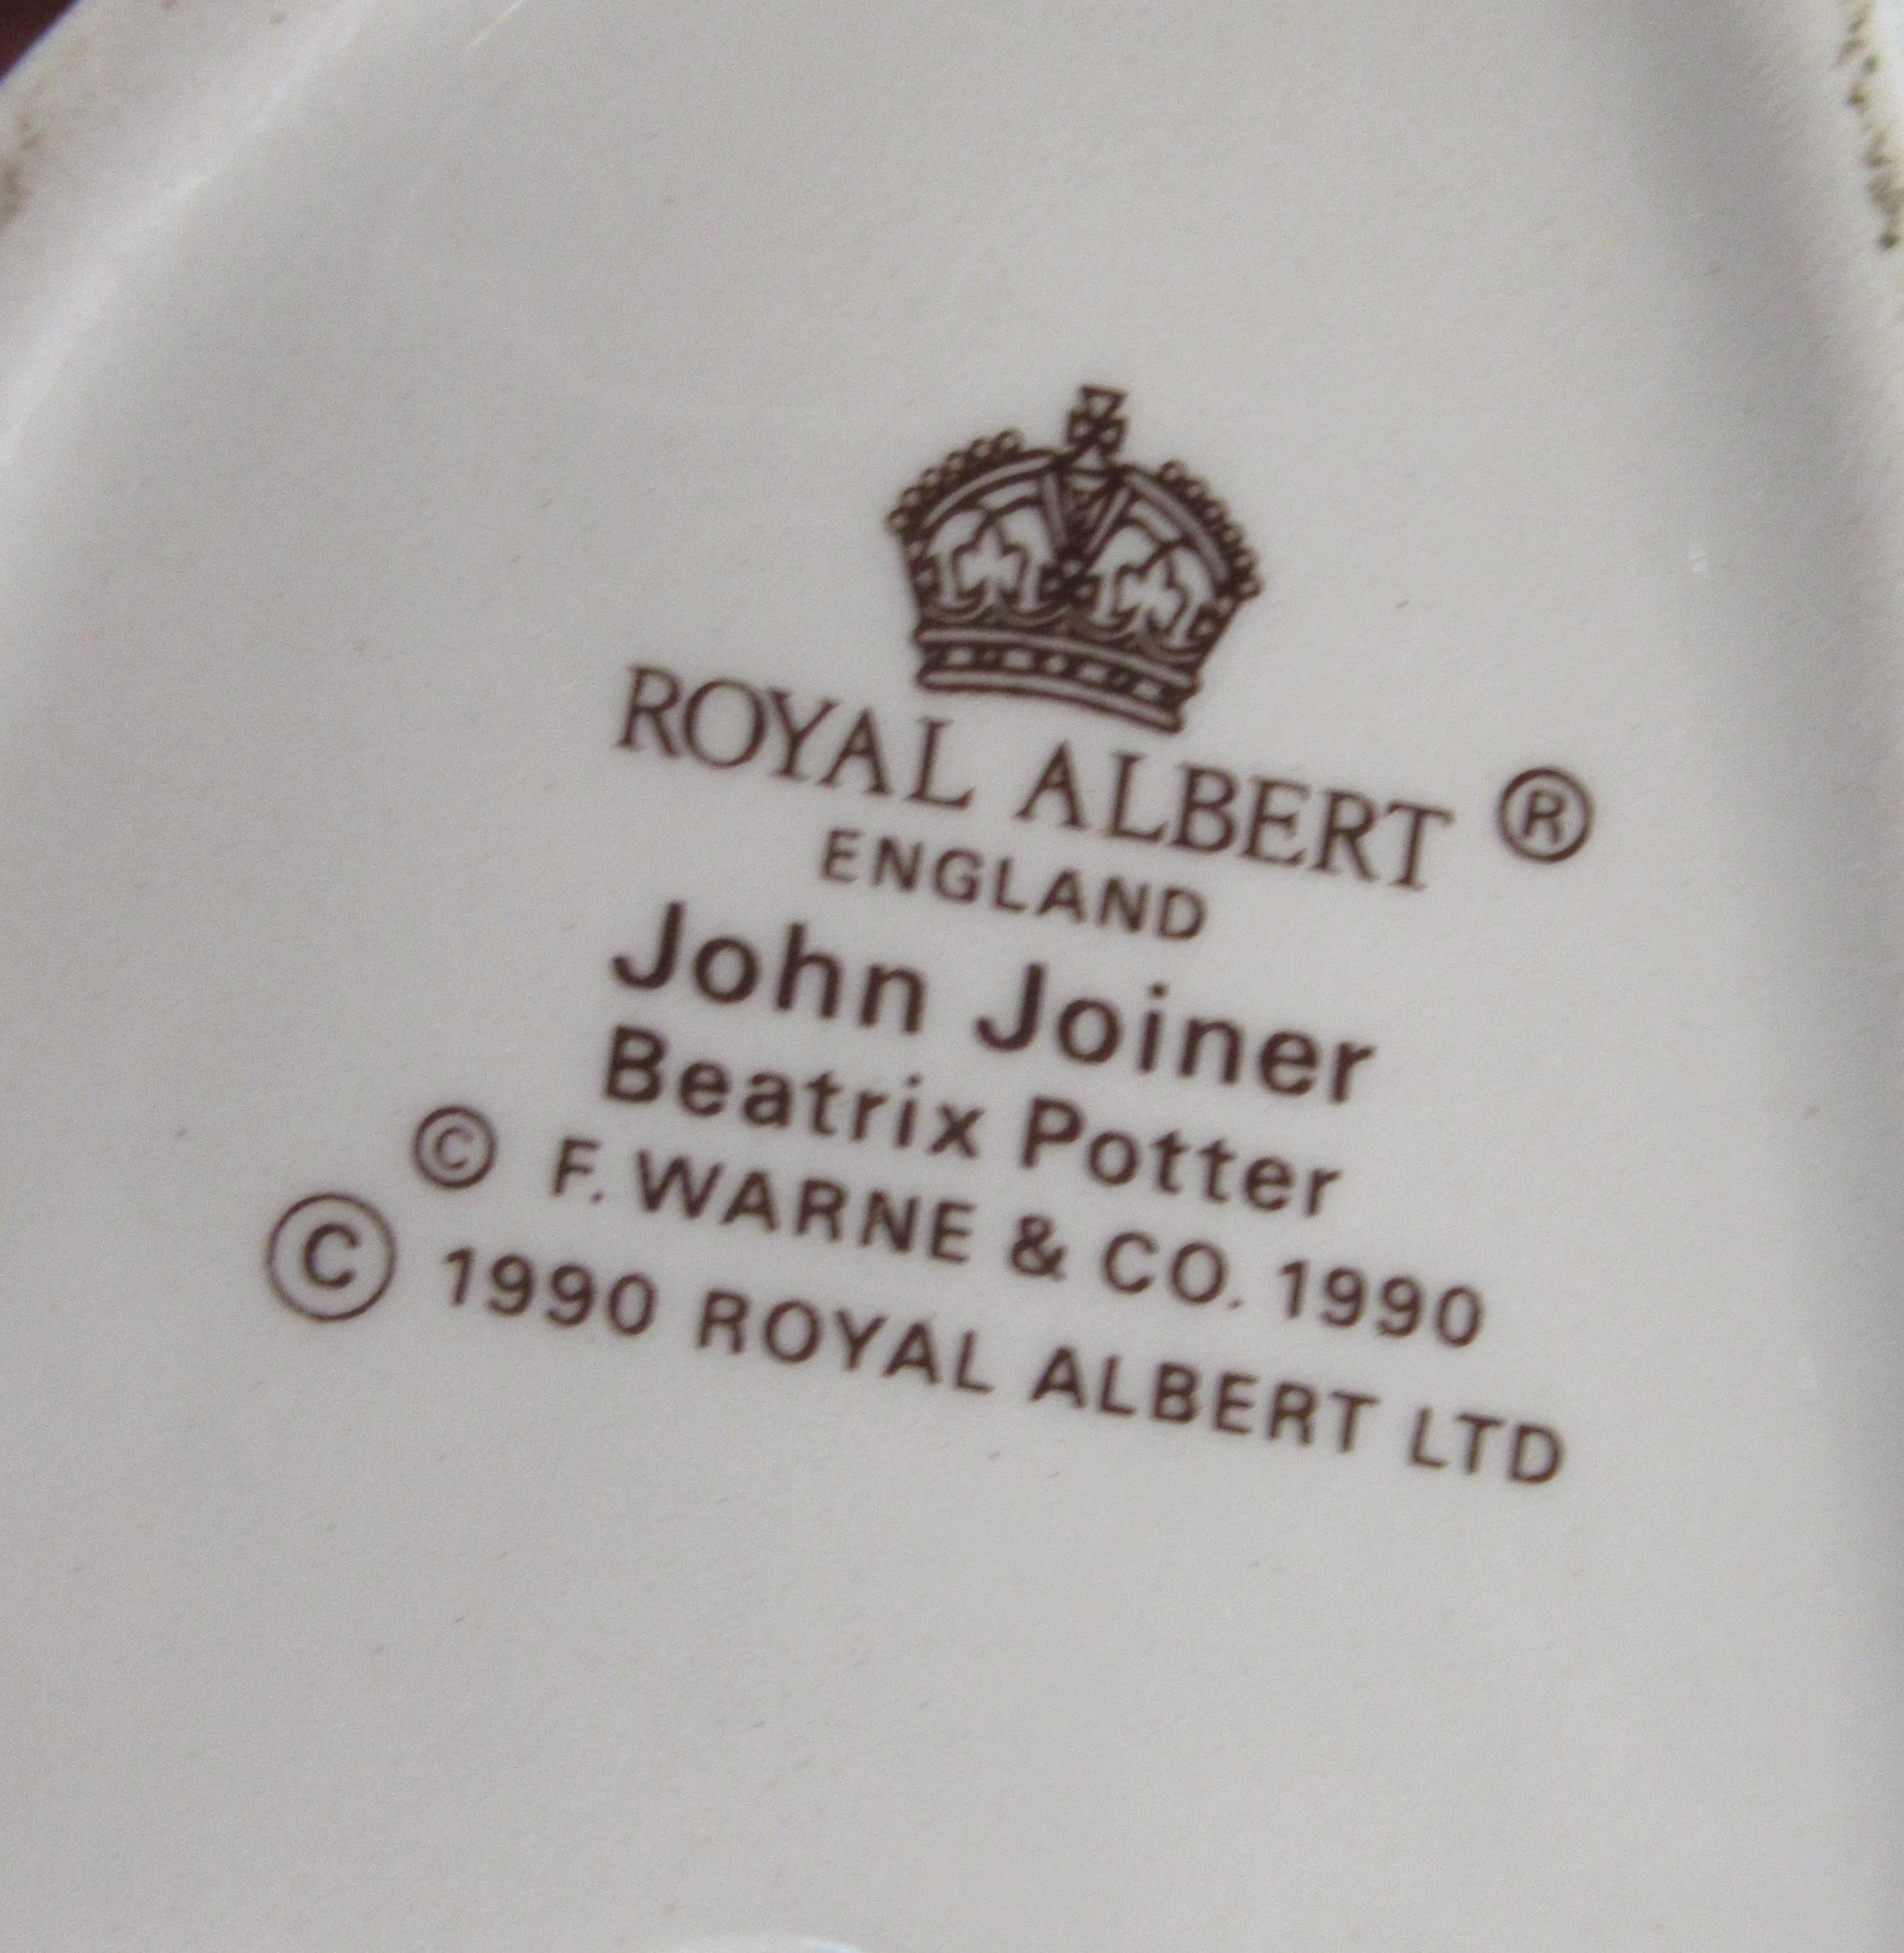 ROYAL ALBERT ®
ENGLAND
John Joiner
Beatrix Potter
© F. WARNE & CO. 1990
© 1990 ROYAL ALBERT LTD